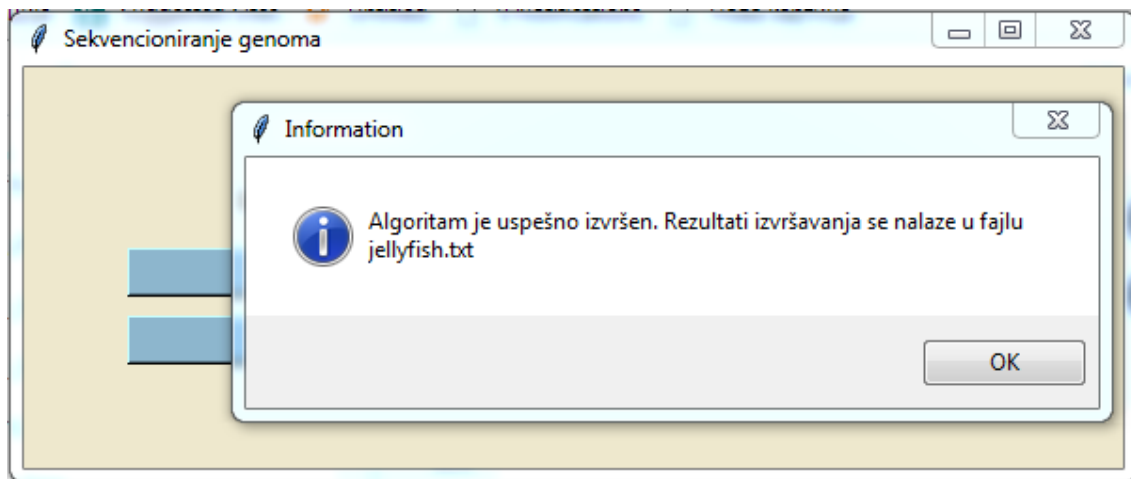 Sekvencioniranje genoma
Information
Algoritam je uspešno izvršen. Rezultati izvršavanja se nalaze u fajlu
jellyfish.txt
OK